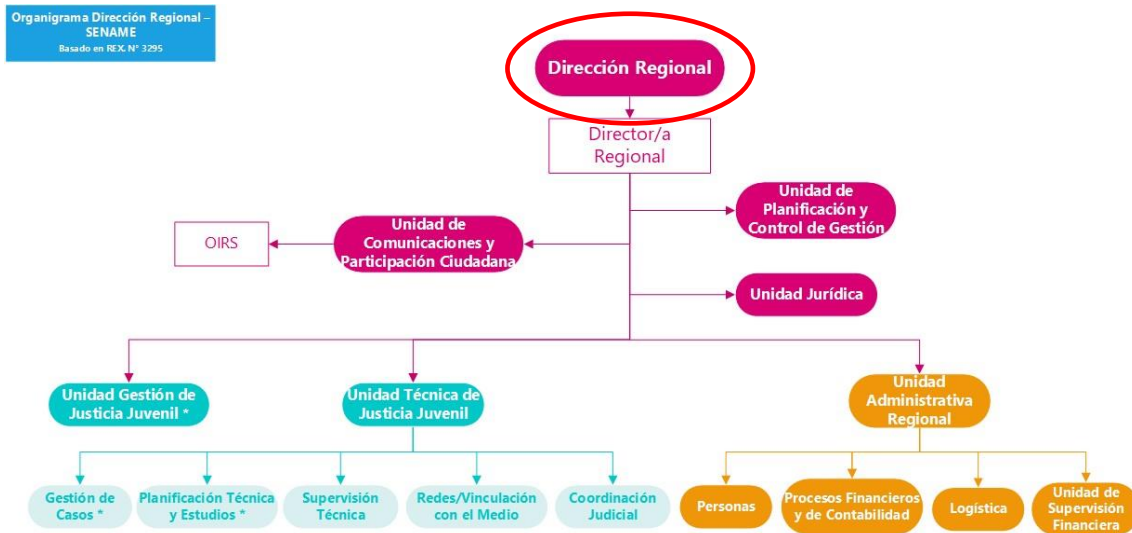 Organigrama Dirección Regional –
SENAME
Basado en REX. N° 3295
Dirección Regional
Director/a
Regional
Unidad de
Planificación y
Control de Gestión
OIRS
Unidad de
Comunicaciones y
Participación Ciudadana
Unidad Jurídica
Unidad Gestión de
Justicia Juvenil *
Unidad Técnica de
Justicia Juvenil
Unidad
Administrativa
Regional
Gestión de
Casos *
Planificación Técnica
y Estudios *
Supervisión
Técnica
Redes/Vinculación
con el Medio
Coordinación
Judicial
Personas
Procesos Financieros
y de Contabilidad
Logística
Unidad de
Supervisión
Financiera